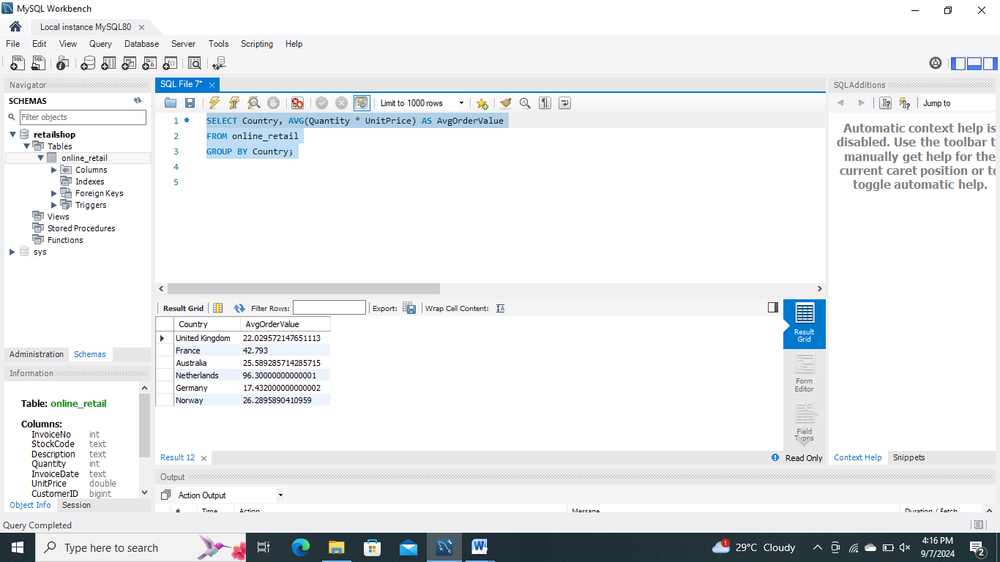 MySQL Workbench
Local instance MySQL80
File Edit View Query Database Server Tools Scripting Help
Navigator
SCHEMAS
Filter objects
retailshop
Tables
online_retail
Columns
Indexes
Foreign Keys
Triggers
Views
Stored Procedures
Functions
sys
Administration Schemas
Information
Table: online_retail
Columns:
InvoiceNo int
StockCode text
Description text
Quantity int
InvoiceDate text
UnitPrice double
CustomerID bigint
Object Info Session
SQL File 7*
Limit to 1000 rows
1 SELECT Country, AVG(Quantity * UnitPrice) AS AvgOrderValue
2 FROM online_retail
3 GROUP BY Country;
4
5
Result Grid Filter Rows: Export: Wrap Cell Content:
Country AvgOrderValue
United Kingdom 22.029572147651113
France 42.793
Australia 25.589285714285715
Netherlands 96.30000000000001
Germany 17.432000000000002
Norway 26.2895890410959
Result Grid
Form Editor
Field Types
Result 12
Read Only
Output
Action Output
# Time Action Message Duration / Fetch
SQLAdditions
Jump to
Automatic context help is
disabled. Use the toolbar t
manually get help for the
current caret position or to
toggle automatic help.
Context Help Snippets
Query Completed
Type here to search
1
29°C Cloudy
4:16 PM
9/7/2024
2